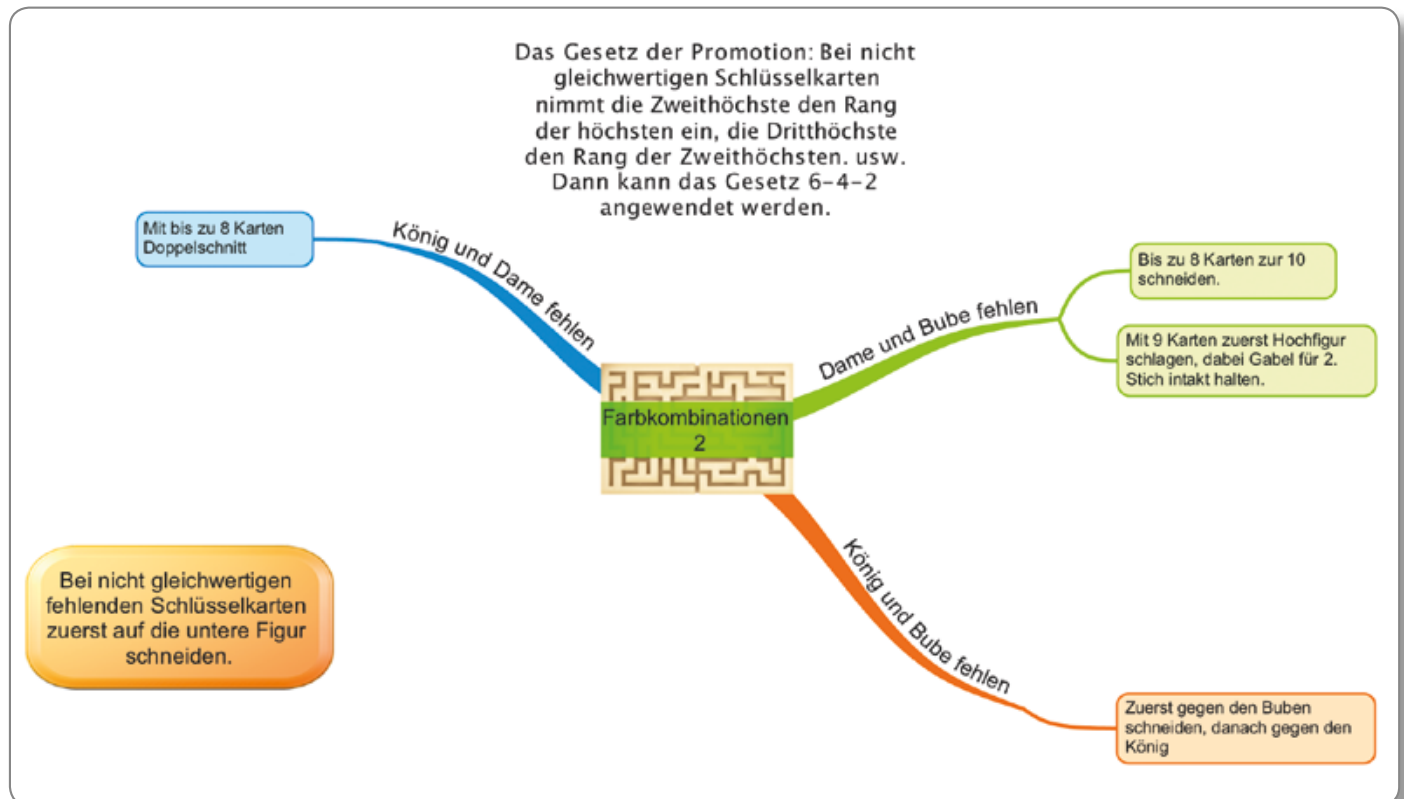 Das Gesetz der Promotion: Bei nicht
gleichwertigen Schlüsselkarten
nimmt die Zweithöchste den Rang
der höchsten ein, die Dritthöchste
den Rang der Zweithöchsten. usw.
Dann kann das Gesetz 6-4-2
angewendet werden.
Mit bis zu 8 Karten
Doppelschnitt
König und Dame fehlen
Dame und Bube fehlen
Bis zu 8 Karten zur 10
schneiden.
Mit 9 Karten zuerst Hochfigur
schlagen, dabei Gabel für 2.
Stich intakt halten.
Farbkombinationen
2
König und Bube fehlen
Zuerst gegen den Buben
schneiden, danach gegen den
König
Bei nicht gleichwertigen
fehlenden Schlüsselkarten
zuerst auf die untere Figur
schneiden.